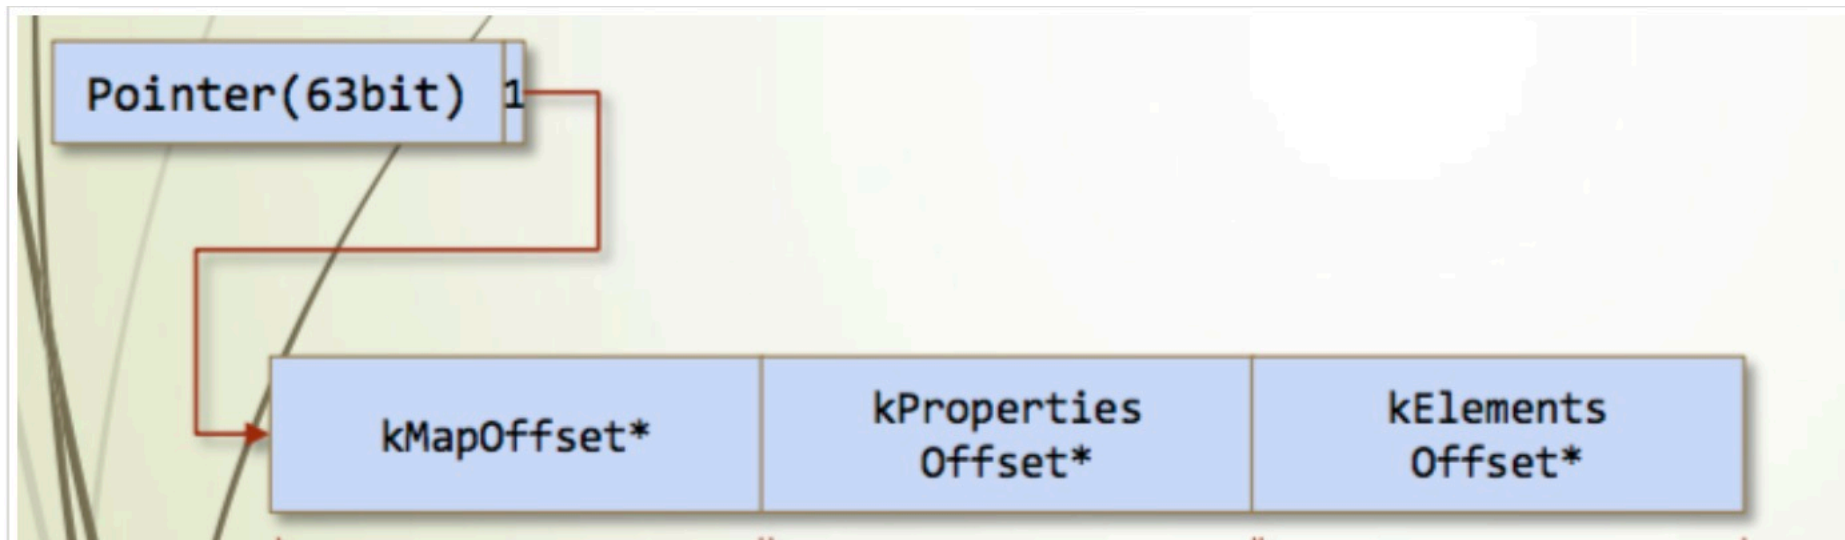 Pointer(63bit) 1
kMapOffset*
kProperties
Offset*
kElements
Offset*